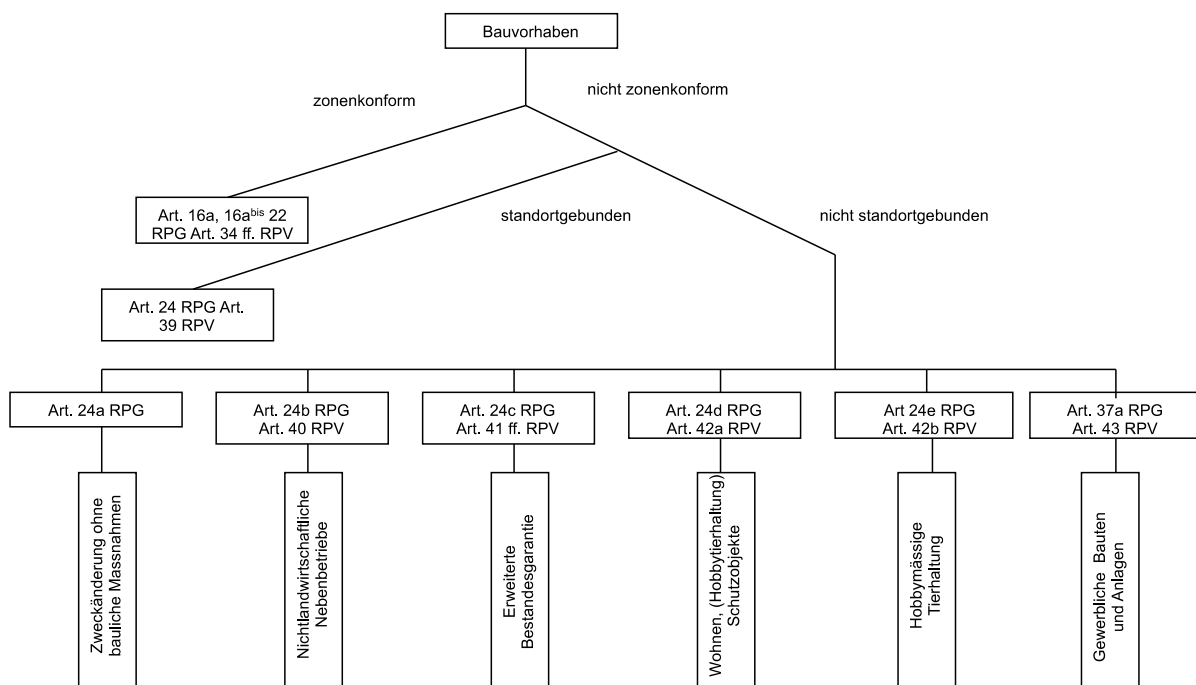 Bauvorhaben
zonenkonform
nicht zonenkonform
Art. 16a, 16aᵇⁱˢ 22
RPG Art. 34 ff. RPV
standortgebunden
nicht standortgebunden
Art. 24 RPG Art.
39 RPV
Art. 24a RPG
Art. 24b RPG
Art. 40 RPV
Art. 24c RPG
Art. 41 ff. RPV
Art. 24d RPG
Art. 42a RPV
Art 24e RPG
Art. 42b RPV
Art. 37a RPG
Art. 43 RPV
Zweckänderung ohne
bauliche Massnahmen
Nichtlandwirtschaftliche
Nebenbetriebe
Erweiterte
Bestandesgarantie
Wohnen, (Hobbytierhaltung)
Schutzobjekte
Hobbymässige
Tierhaltung
Gewerbliche Bauten
und Anlagen